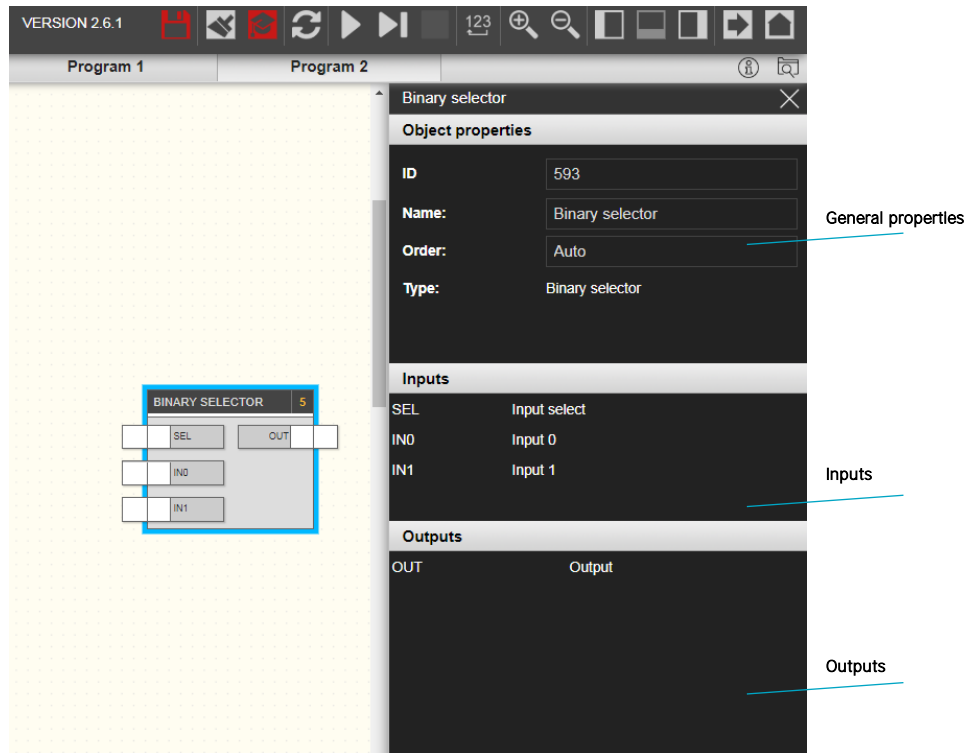 VERSION 2.6.1
123
Program 1 Program 2
Binary selector
Object properties
ID 593
Name: Binary selector
General properties
Order: Auto
Type: Binary selector
Inputs
SEL Input select
IN0 Input 0
IN1 Input 1
Inputs
Outputs
OUT Output
Outputs
BINARY SELECTOR 5
SEL OUT
IN0
IN1